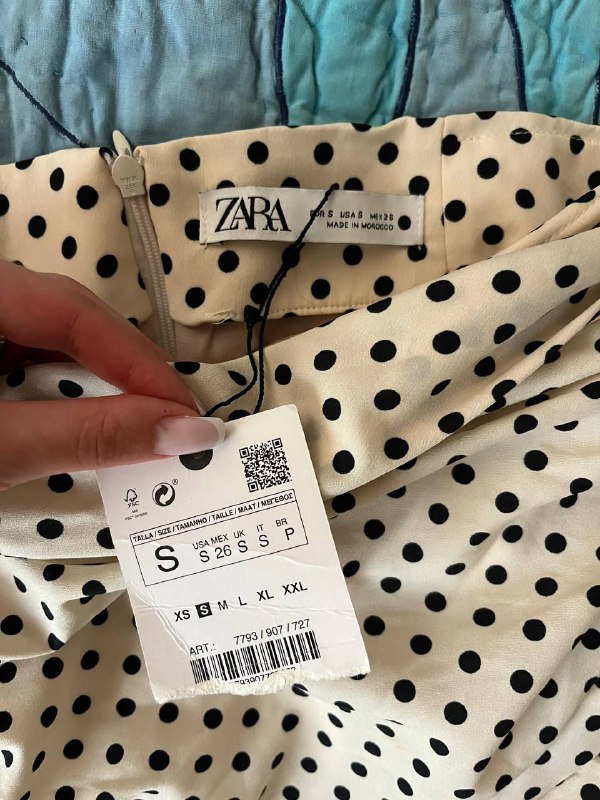 ZARA
EUR S USA S MEX 26
MADE IN MOROCCO
TALLA / SIZE / TAMANHO / TAILLE / MAAT / ΜΕΓΕΘΟΣ
S
USA MEX UK IT BR
S 26 S S P
XS S M L XL XXL
ART.: 7793 / 907 / 727